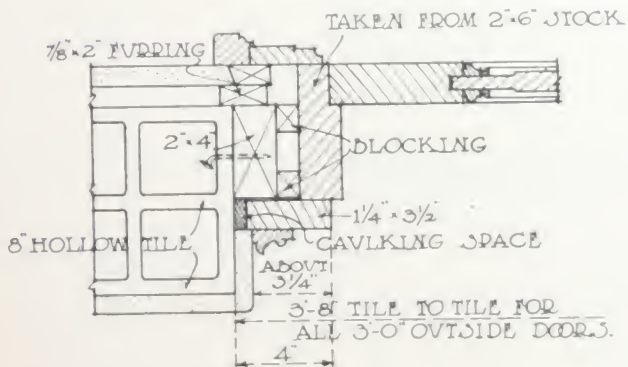 TAKEN FROM 2"×6" STOCK
7/8"×2" FURRING
2"×4"
BLOCKING
1 1/4"×3 1/2"
8" HOLLOW TILE
CAULKING SPACE
ABOUT
3 1/4"
3'-8" TILE TO TILE FOR
ALL 3'-0" OUTSIDE DOORS.
4"